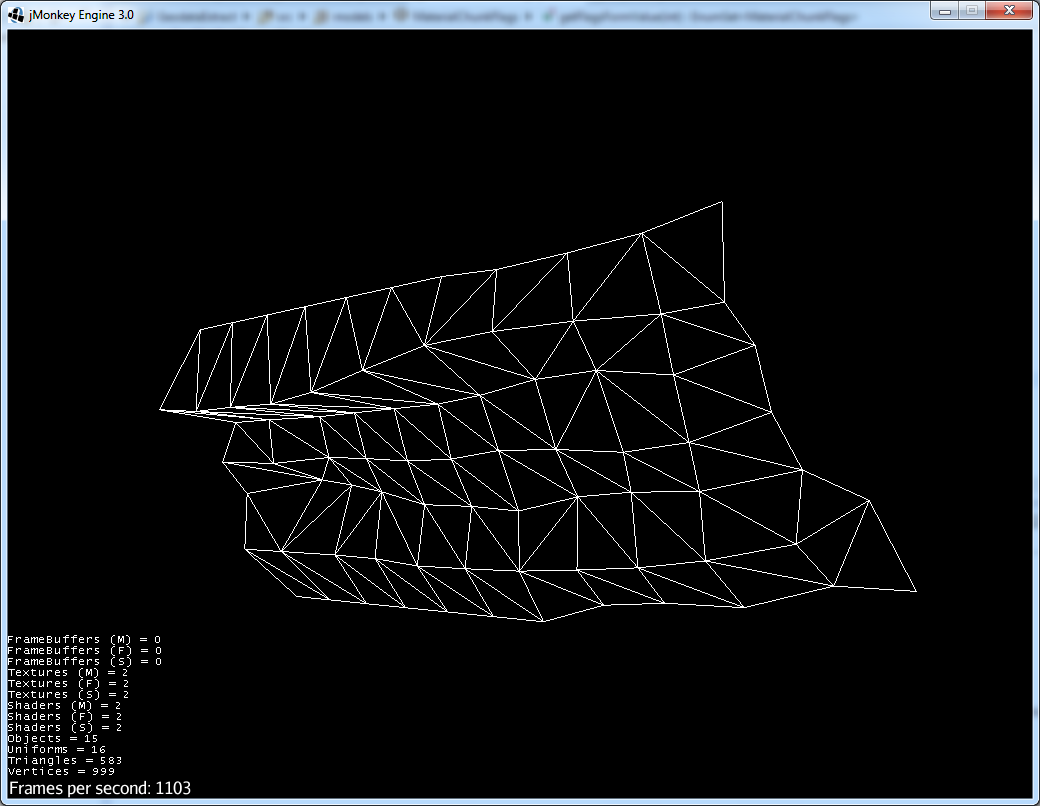 jMonkey Engine 3.0
FrameBuffers (M) = 0
FrameBuffers (F) = 0
FrameBuffers (S) = 0
Textures (M) = 2
Textures (F) = 2
Textures (S) = 2
Shaders (M) = 2
Shaders (F) = 2
Shaders (S) = 2
Objects = 15
Uniforms = 16
Triangles = 583
Vertices = 999
Frames per second: 1103